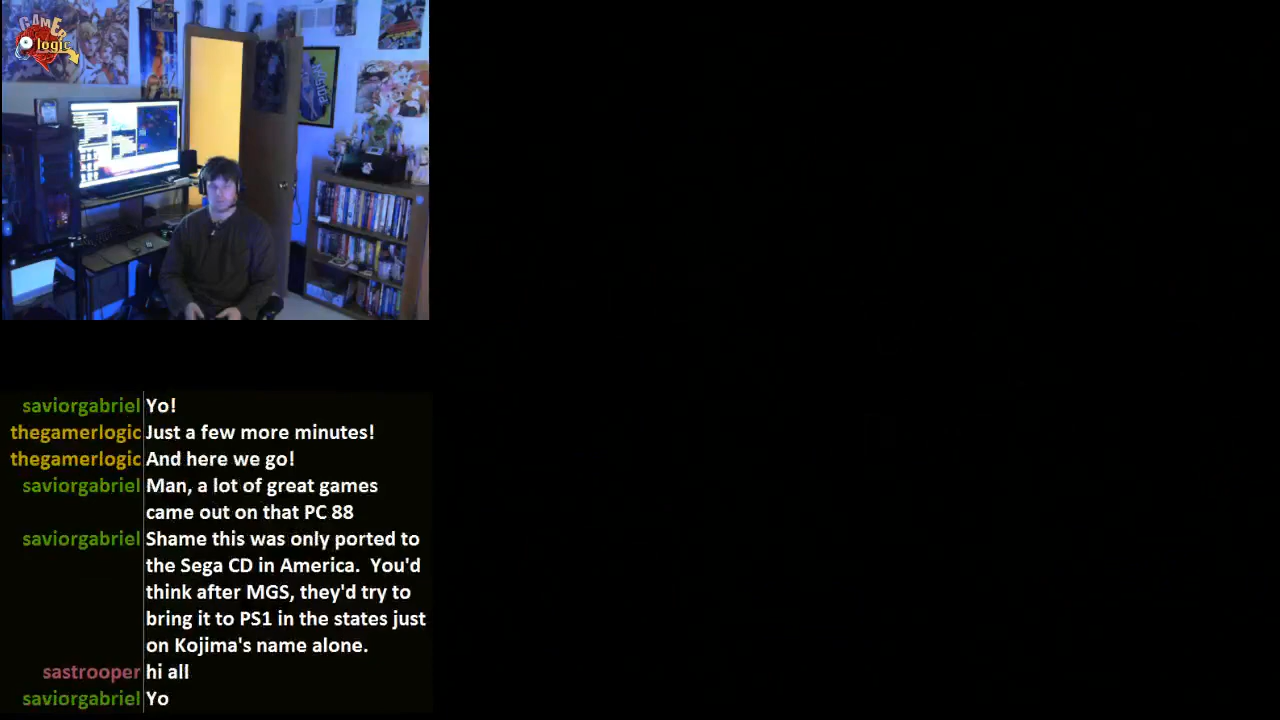 GAMER
logic
saviorgabriel Yo!
thegamerlogic Just a few more minutes!
thegamerlogic And here we go!
saviorgabriel Man, a lot of great games
came out on that PC 88
saviorgabriel Shame this was only ported to
the Sega CD in America. You'd
think after MGS, they'd try to
bring it to PS1 in the states just
on Kojima's name alone.
sastrooper hi all
saviorgabriel Yo